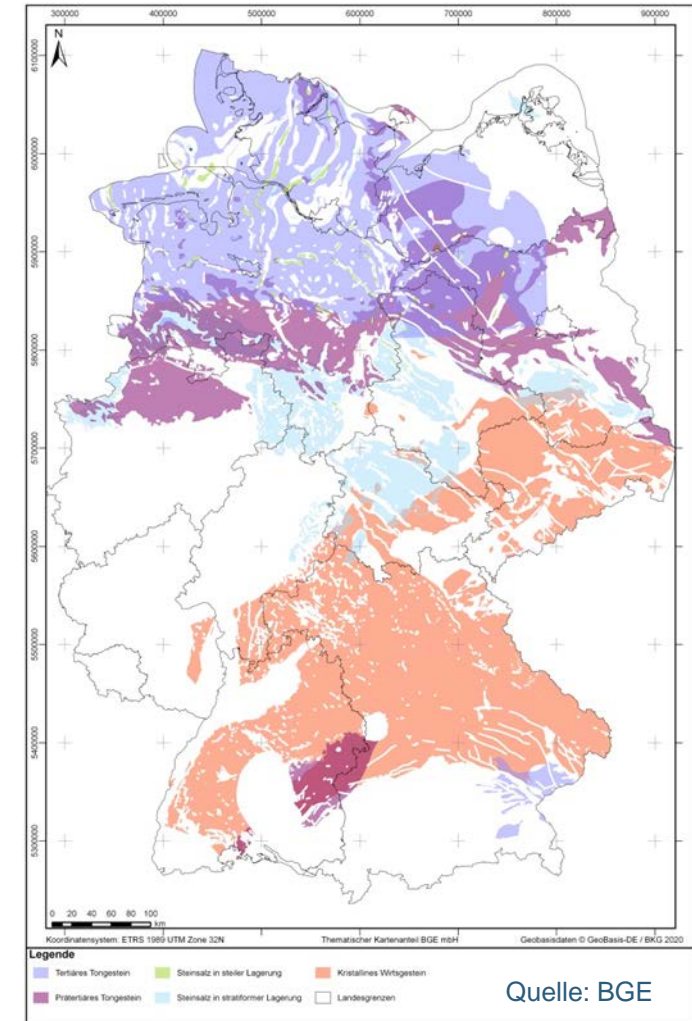 300000 400000 500000 600000 700000 800000 900000
N
6100000
6000000
5900000
5800000
5700000
5600000
5500000
5400000
5300000
0 20 40 60 80 100
km
Koordinatensystem: ETRS 1989 UTM Zone 32N Thematischer Kartenanteil BGE mbH Geobasisdaten © GeoBasis-DE / BKG 2020
Legende
Tertiäres Tongestein Steinsalz in steiler Lagerung Kristallines Wirtsgestein
Prätertiäres Tongestein Steinsalz in stratiformer Lagerung Landesgrenzen
Quelle: BGE